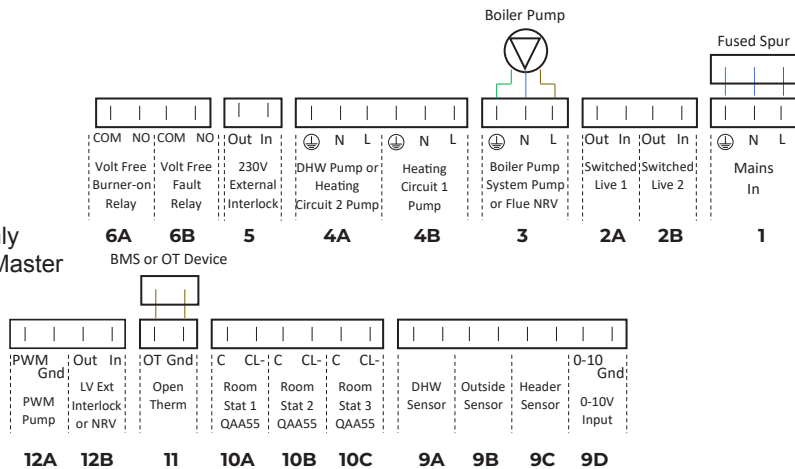 Boiler Pump
Fused Spur
COM NO COM NO Out In ⏚ N L ⏚ N L ⏚ N L Out In Out In ⏚ N L
Volt Free Burner-on Relay
Volt Free Fault Relay
230V External Interlock
DHW Pump or Heating Circuit 2 Pump
Heating Circuit 1 Pump
Boiler Pump System Pump or Flue NRV
Switched Live 1
Switched Live 2
Mains In
6A 6B 5 4A 4B 3 2A 2B 1
nly
Master
BMS or OT Device
PWM Gnd Out In OT Gnd C CL- C CL- C CL- 0-10 Gnd
PWM Pump
LV Ext Interlock or NRV
Open Therm
Room Stat 1 QAA55
Room Stat 2 QAA55
Room Stat 3 QAA55
DHW Sensor
Outside Sensor
Header Sensor
0-10V Input
12A 12B 11 10A 10B 10C 9A 9B 9C 9D